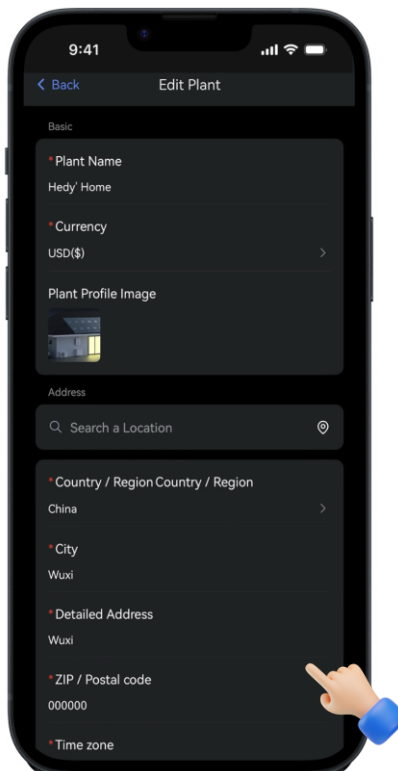 9:41
Back
Edit Plant
Basic
*Plant Name
Hedy' Home
*Currency
USD($)
Plant Profile Image
Address
Search a Location
*Country / Region Country / Region
China
*City
Wuxi
*Detailed Address
Wuxi
*ZIP / Postal code
000000
*Time zone